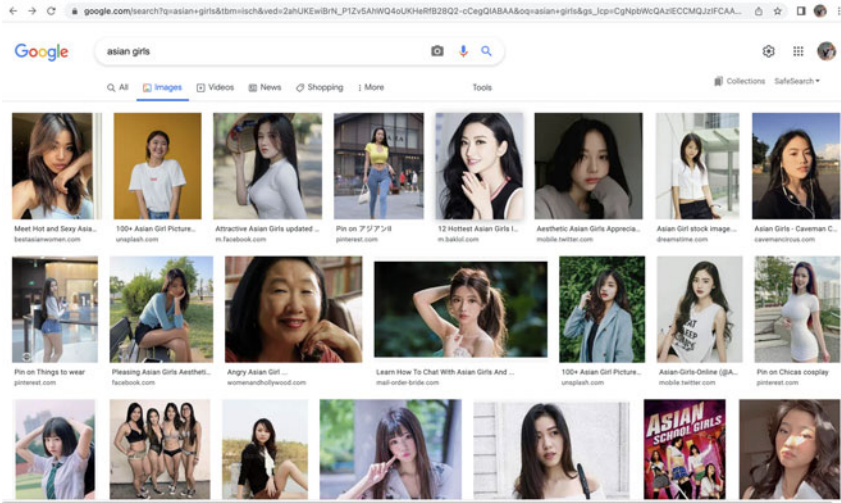 google.com/search?q=asian+girls&tbm=isch&ved=2ahUKEwiBrN_P1Zv5AhWQ4oUKHeRfB28Q2-cCegQIABAA&oq=asian+girls&gs_lcp=CgNpbWcQAzIECCMQJzIFCAA...
Google
asian girls
All Images Videos News Shopping More Tools
Collections SafeSearch
Meet Hot and Sexy Asia... 100+ Asian Girl Picture... Attractive Asian Girls updated ... Pin on アジアン!! 12 Hottest Asian Girls I... Aesthetic Asian Girls Apprecia... Asian Girl stock image... Asian Girls - Caveman C...
bestasianwomen.com unsplash.com m.facebook.com pinterest.com m.baklol.com mobile.twitter.com dreamstime.com cavemancircus.com
EAT
SLEEP
Pin on Things to wear Pleasing Asian Girls Aestheti... Angry Asian Girl ... Learn How To Chat With Asian Girls And ... 100+ Asian Girl Picture... Asian-Girls-Online (@A... Pin on Chicas cosplay
pinterest.com facebook.com womenandhollywood.com mail-order-bride.com unsplash.com mobile.twitter.com pinterest.com
ASIAN
SCHOOL GIRLS